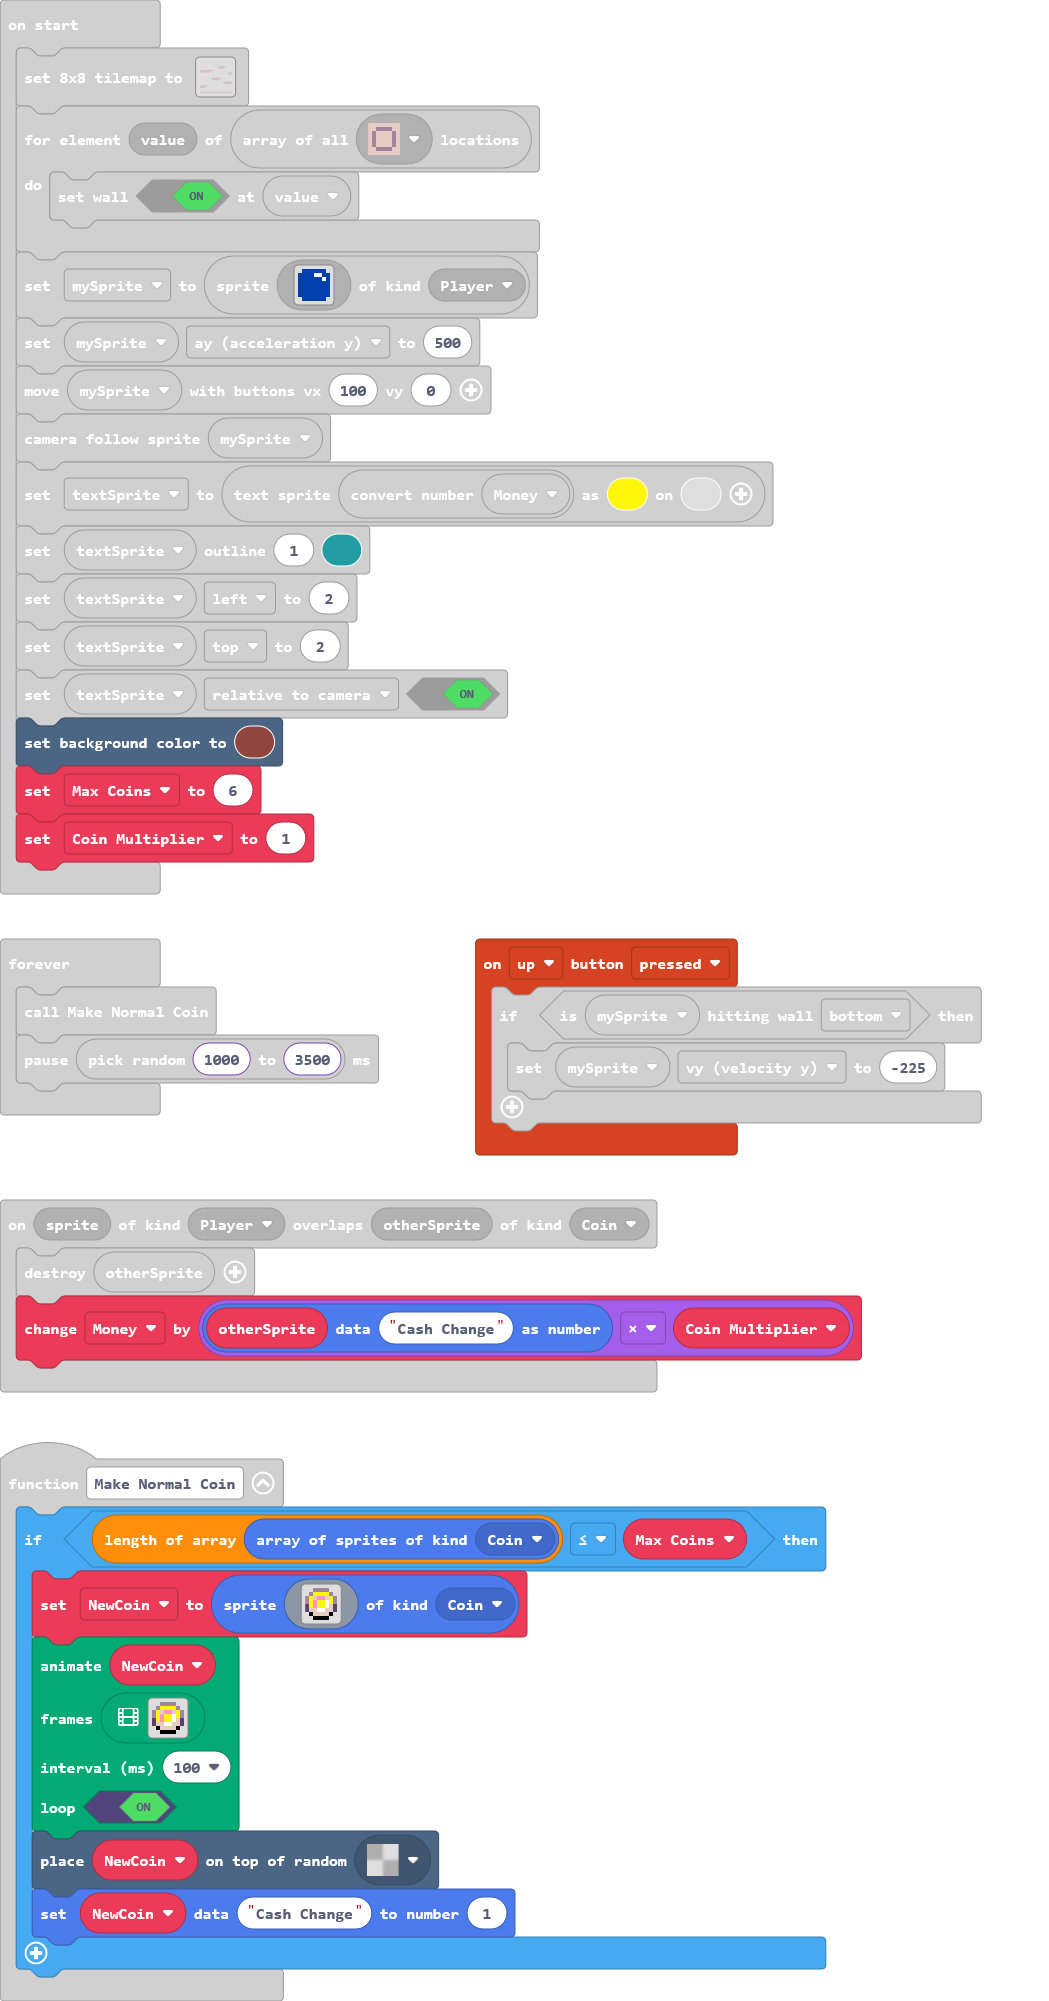 on start
set 8x8 tilemap to
for element value of array of all locations
do set wall ON at value
set mySprite to sprite of kind Player
set mySprite ay (acceleration y) to 500
move mySprite with buttons vx 100 vy 0
camera follow sprite mySprite
set textSprite to text sprite convert number Money as on
set textSprite outline 1
set textSprite left to 2
set textSprite top to 2
set textSprite relative to camera ON
set background color to
set Max Coins to 6
set Coin Multiplier to 1
forever
call Make Normal Coin
pause pick random 1000 to 3500 ms
on up button pressed
if is mySprite hitting wall bottom then
set mySprite vy (velocity y) to -225
on sprite of kind Player overlaps otherSprite of kind Coin
destroy otherSprite
change Money by otherSprite data "Cash Change" as number × Coin Multiplier
function Make Normal Coin
if length of array array of sprites of kind Coin ≤ Max Coins then
set NewCoin to sprite of kind Coin
animate NewCoin
frames
interval (ms) 100
loop ON
place NewCoin on top of random
set NewCoin data "Cash Change" to number 1